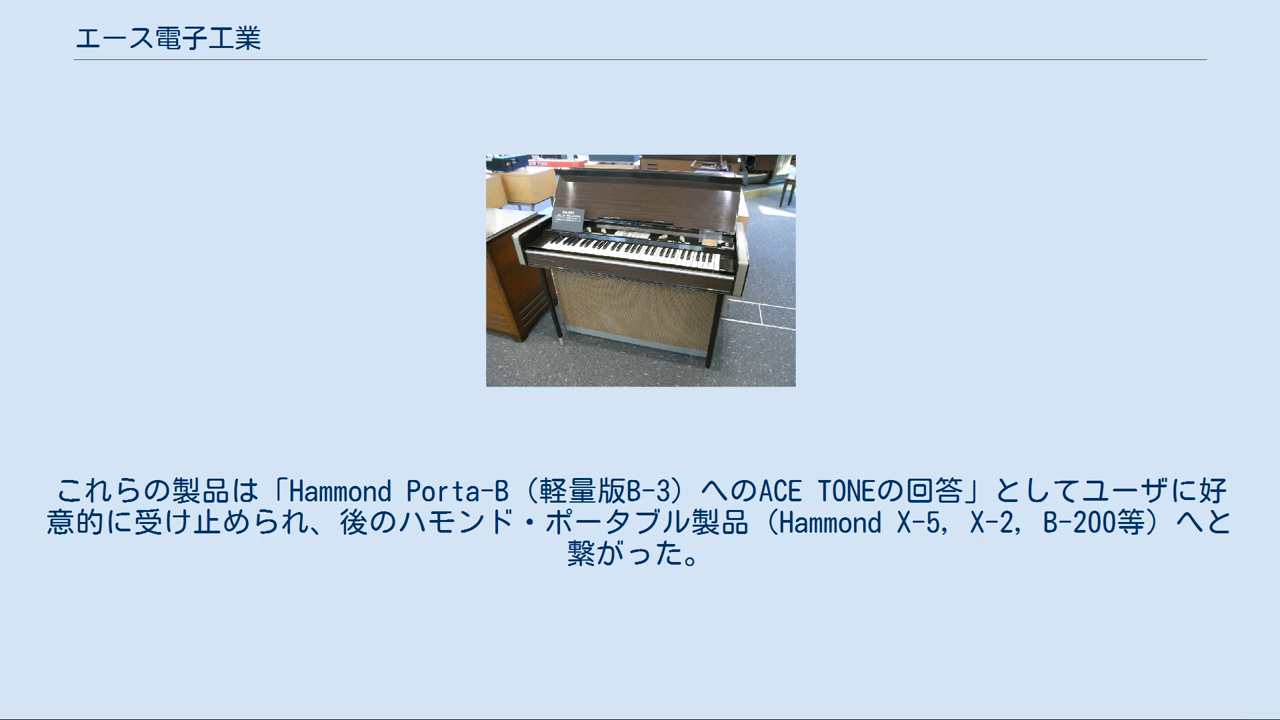 エース電子工業
これらの製品は「Hammond Porta-B（軽量版B-3）へのACE TONEの回答」としてユーザに好
意的に受け止められ、後のハモンド・ポータブル製品（Hammond X-5, X-2, B-200等）へと
繋がった。